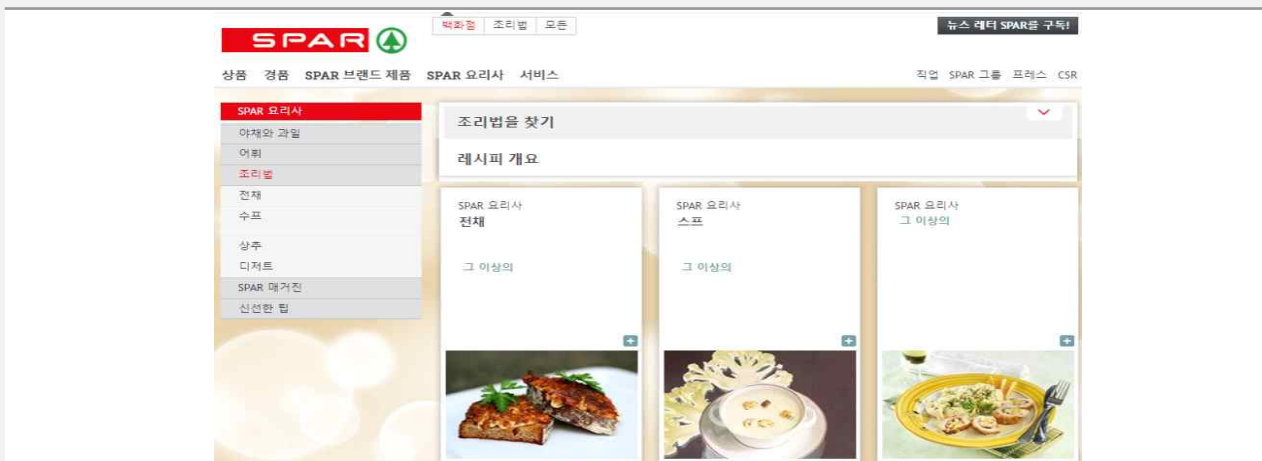 백화점 조리법 모든
뉴스 레터 SPAR를 구독!
SPAR
상품 경품 SPAR 브랜드 제품 SPAR 요리사 서비스
직업 SPAR 그룹 프레스 CSR
SPAR 요리사
야채와 과일
어휘
조리법
전채
수프
상주
디저트
SPAR 매거진
신선한 팁
조리법을 찾기
레시피 개요
SPAR 요리사
전채
그 이상의
SPAR 요리사
스프
그 이상의
SPAR 요리사
그 이상의